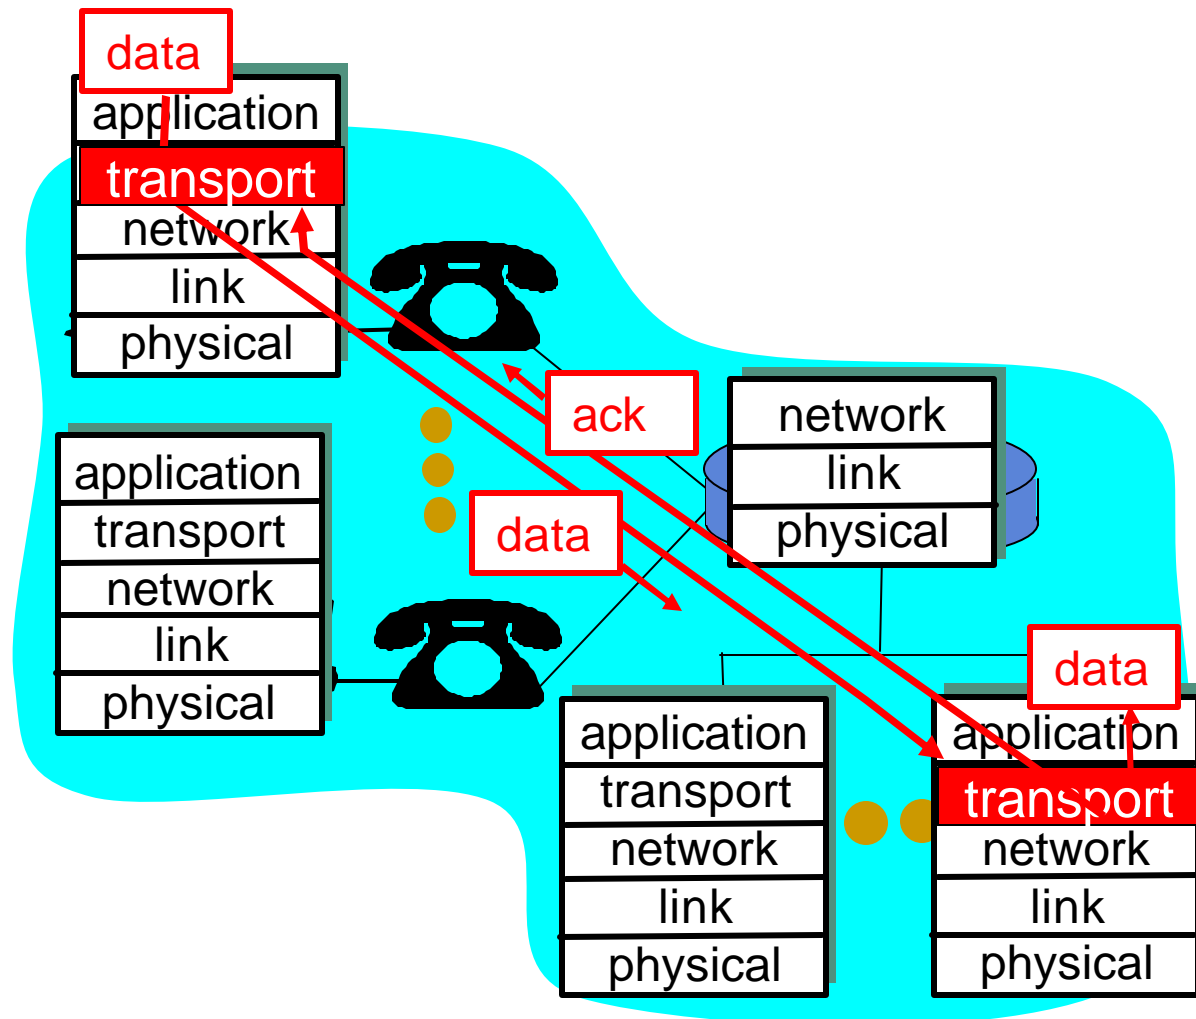 data
application
transport
network
link
physical
ack
network
link
physical
application
transport
network
link
physical
data
data
application
transport
network
link
physical
application
transport
network
link
physical